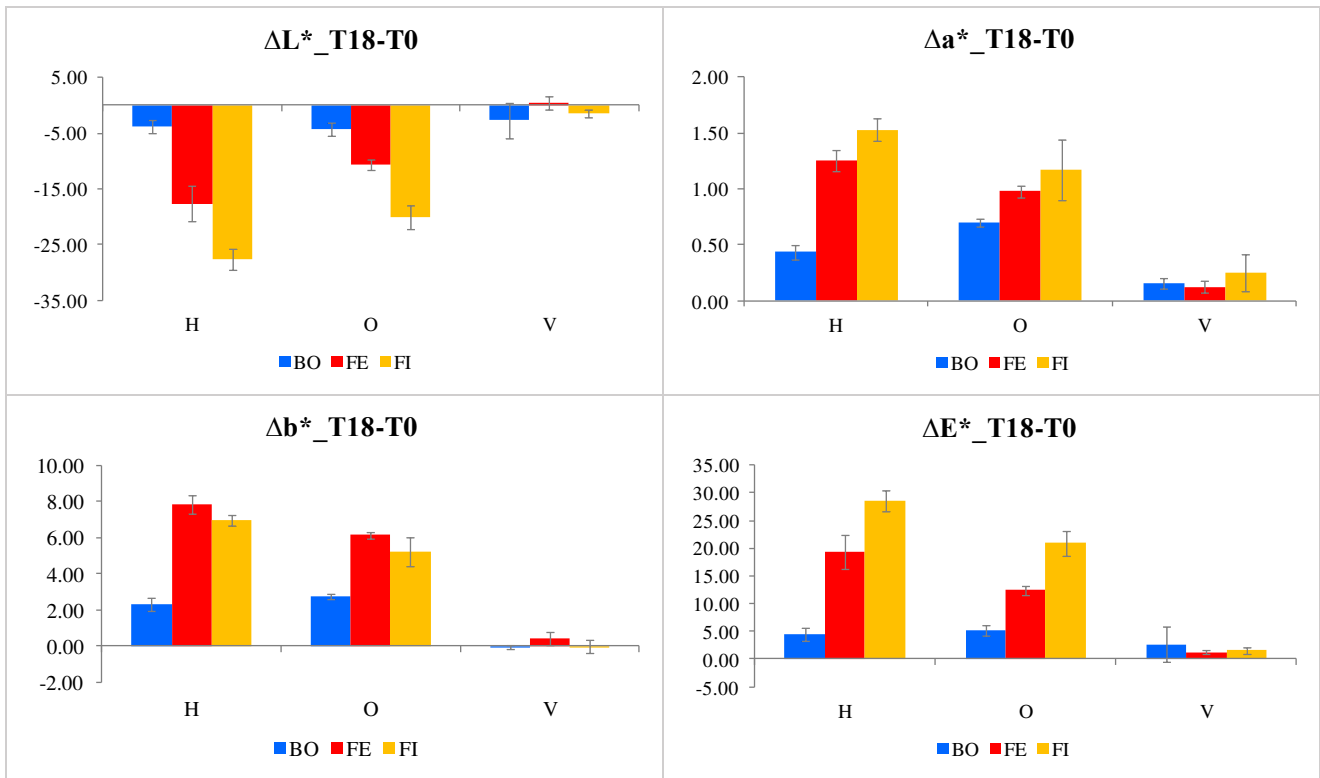 ΔL*_T18-T0
5.00
-5.00
-15.00
-25.00
-35.00
H O V
BO FE FI
Δa*_T18-T0
2.00
1.50
1.00
0.50
0.00
H O V
BO FE FI
Δb*_T18-T0
10.00
8.00
6.00
4.00
2.00
0.00
-2.00
H O V
BO FE FI
ΔE*_T18-T0
35.00
30.00
25.00
20.00
15.00
10.00
5.00
0.00
-5.00
H O V
BO FE FI